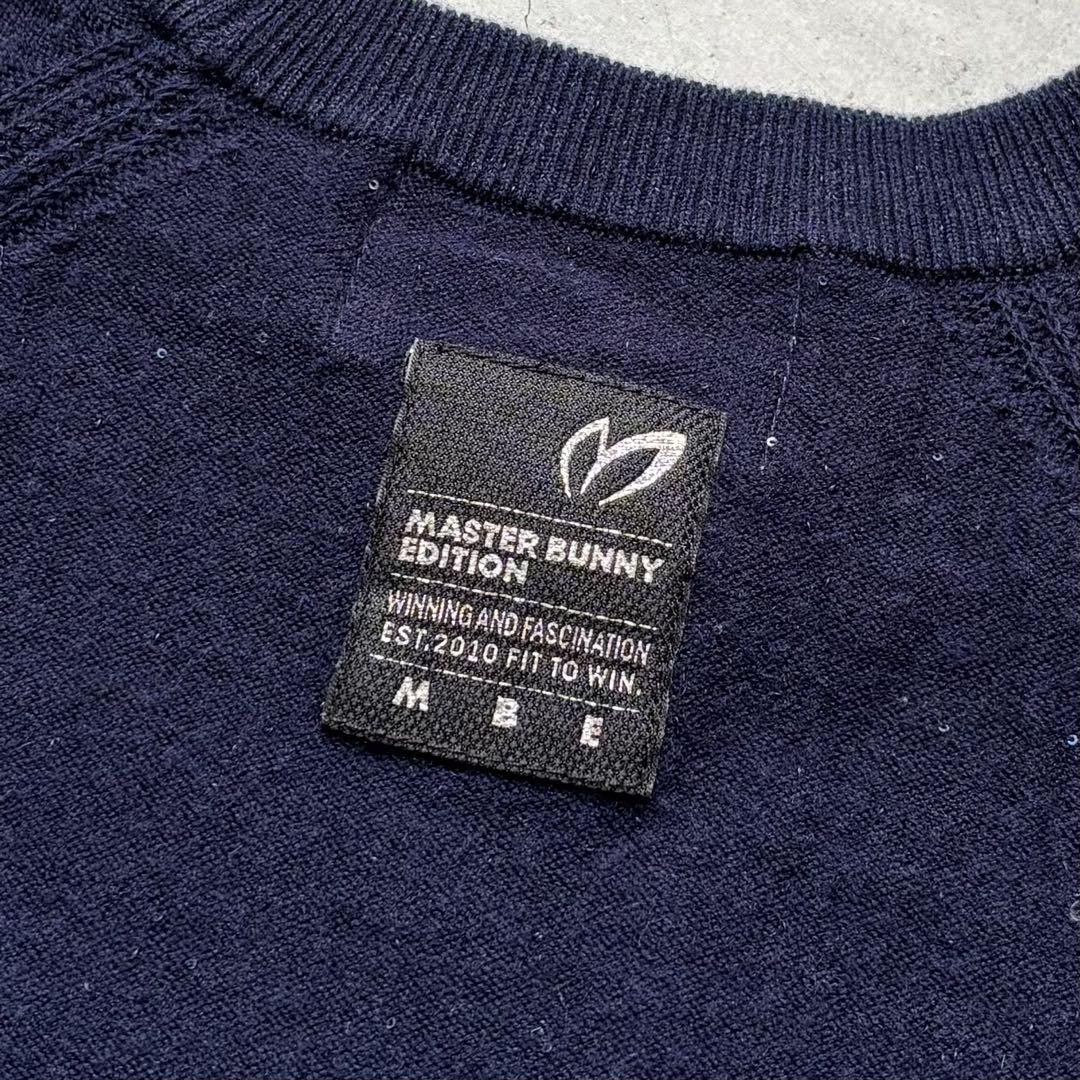 MASTER BUNNY
EDITION
WINNING AND FASCINATION
EST.2010 FIT TO WIN.
M B E